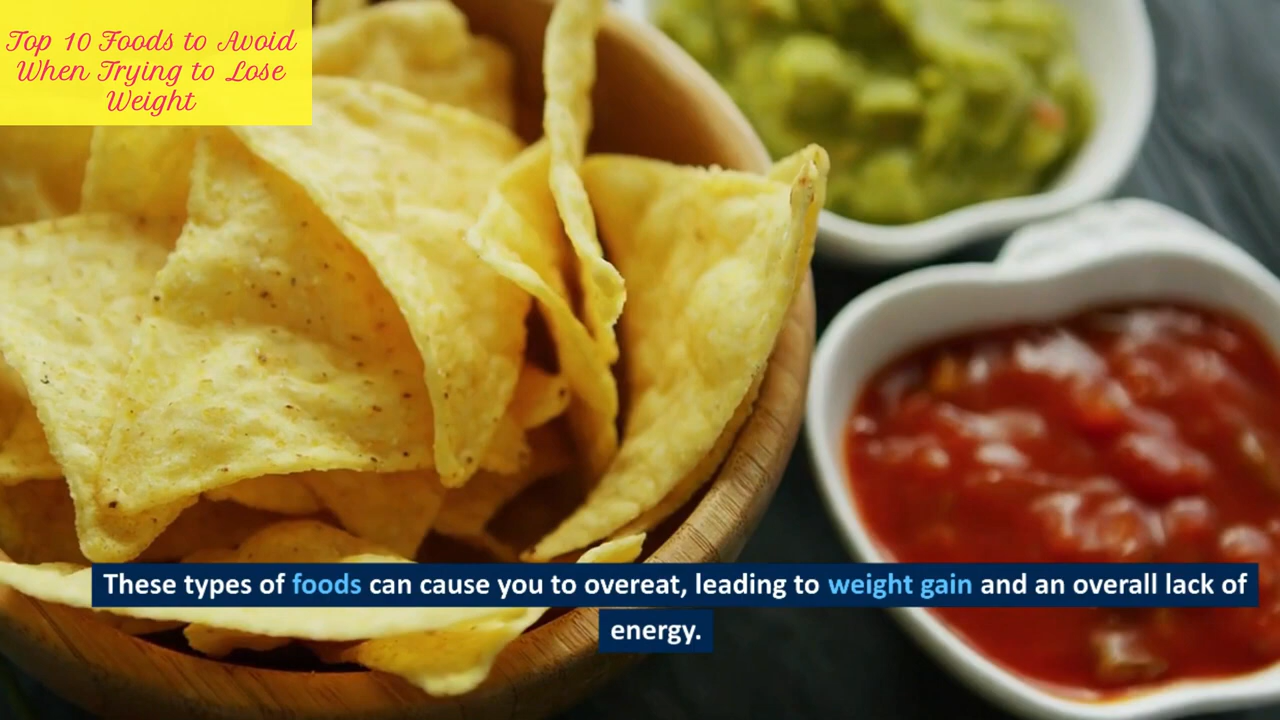 Top 10 Foods to Avoid
When Trying to Lose
Weight
These types of foods can cause you to overeat, leading to weight gain and an overall lack of
energy.